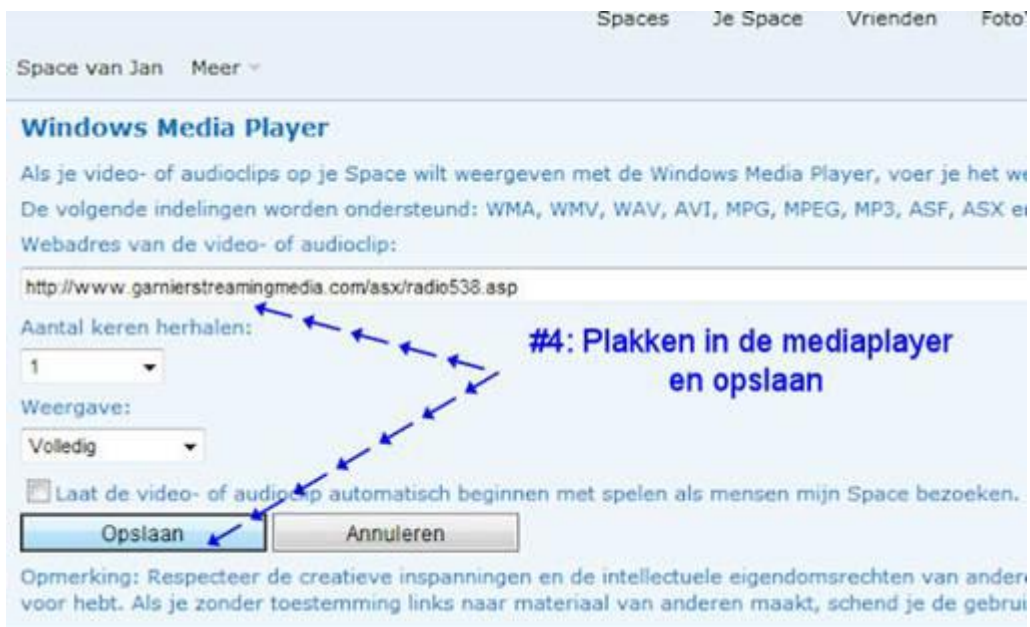 Spaces Je Space Vrienden Foto
Space van Jan Meer
Windows Media Player
Als je video- of audioclips op je Space wilt weergeven met de Windows Media Player, voer je het we
De volgende indelingen worden ondersteund: WMA, WMV, WAV, AVI, MPG, MPEG, MP3, ASF, ASX en
Webadres van de video- of audioclip:
http://www.garnierstreamingmedia.com/asx/radio538.asp
Aantal keren herhalen:
#4: Plakken in de mediaplayer
en opslaan
1
Weergave:
Volledig
Laat de video- of audioclip automatisch beginnen met spelen als mensen mijn Space bezoeken.
Opslaan Annuleren
Opmerking: Respecteer de creatieve inspanningen en de intellectuele eigendomsrechten van andere
voor hebt. Als je zonder toestemming links naar materiaal van anderen maakt, schend je de gebrui